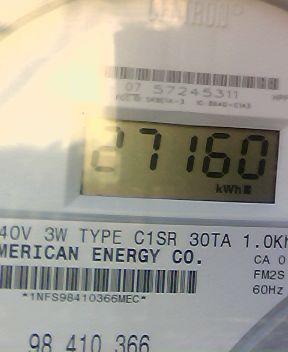 07 57245311
27160
kWh
40V 3W TYPE C1SR 30TA 1.0Kh
MERICAN ENERGY CO.
CA 0
FM2S
60Hz
*1NFS98410366MEC*
98 410 366